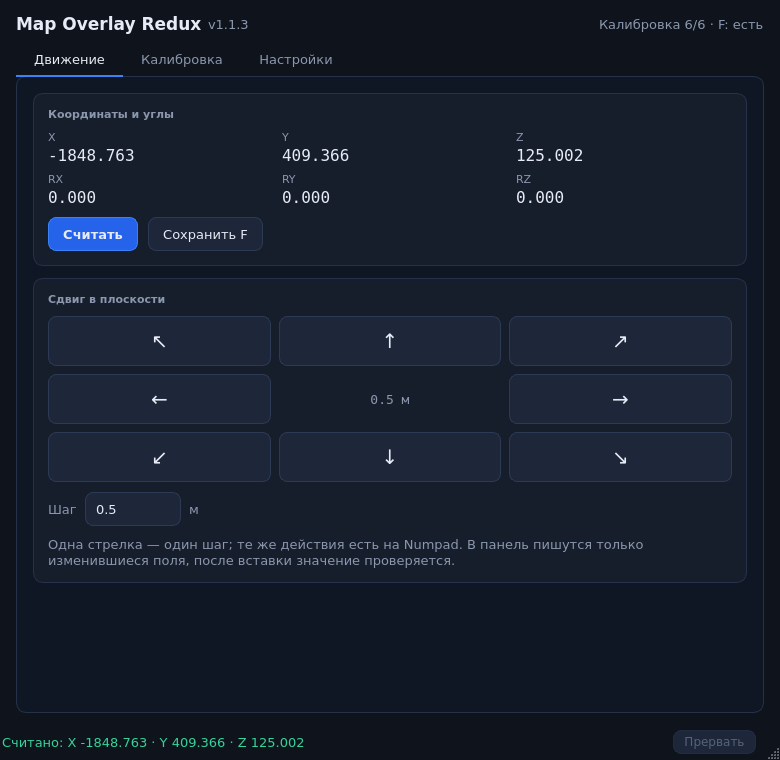 Map Overlay Redux v1.1.3
Калибровка 6/6 · F: есть
Движение
Калибровка
Настройки
Координаты и углы
X
Y
Z
-1848.763
409.366
125.002
RX
RY
RZ
0.000
0.000
0.000
Считать
Сохранить F
Сдвиг в плоскости
↖
↑
↗
←
0.5 м
→
↙
↓
↘
Шаг 0.5 м
Одна стрелка — один шаг; те же действия есть на Numpad. В панель пишутся только
изменившиеся поля, после вставки значение проверяется.
Считано: X -1848.763 · Y 409.366 · Z 125.002
Прервать